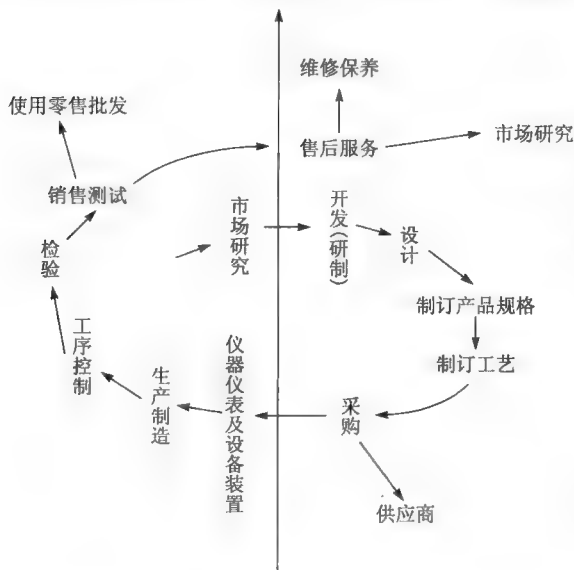 维修保养
使用零售批发
售后服务
市场研究
销售测试
市场研究
开发(研制)
设计
检验
制订产品规格
工序控制
制订工艺
生产制造
仪器仪表及设备装置
采购
供应商